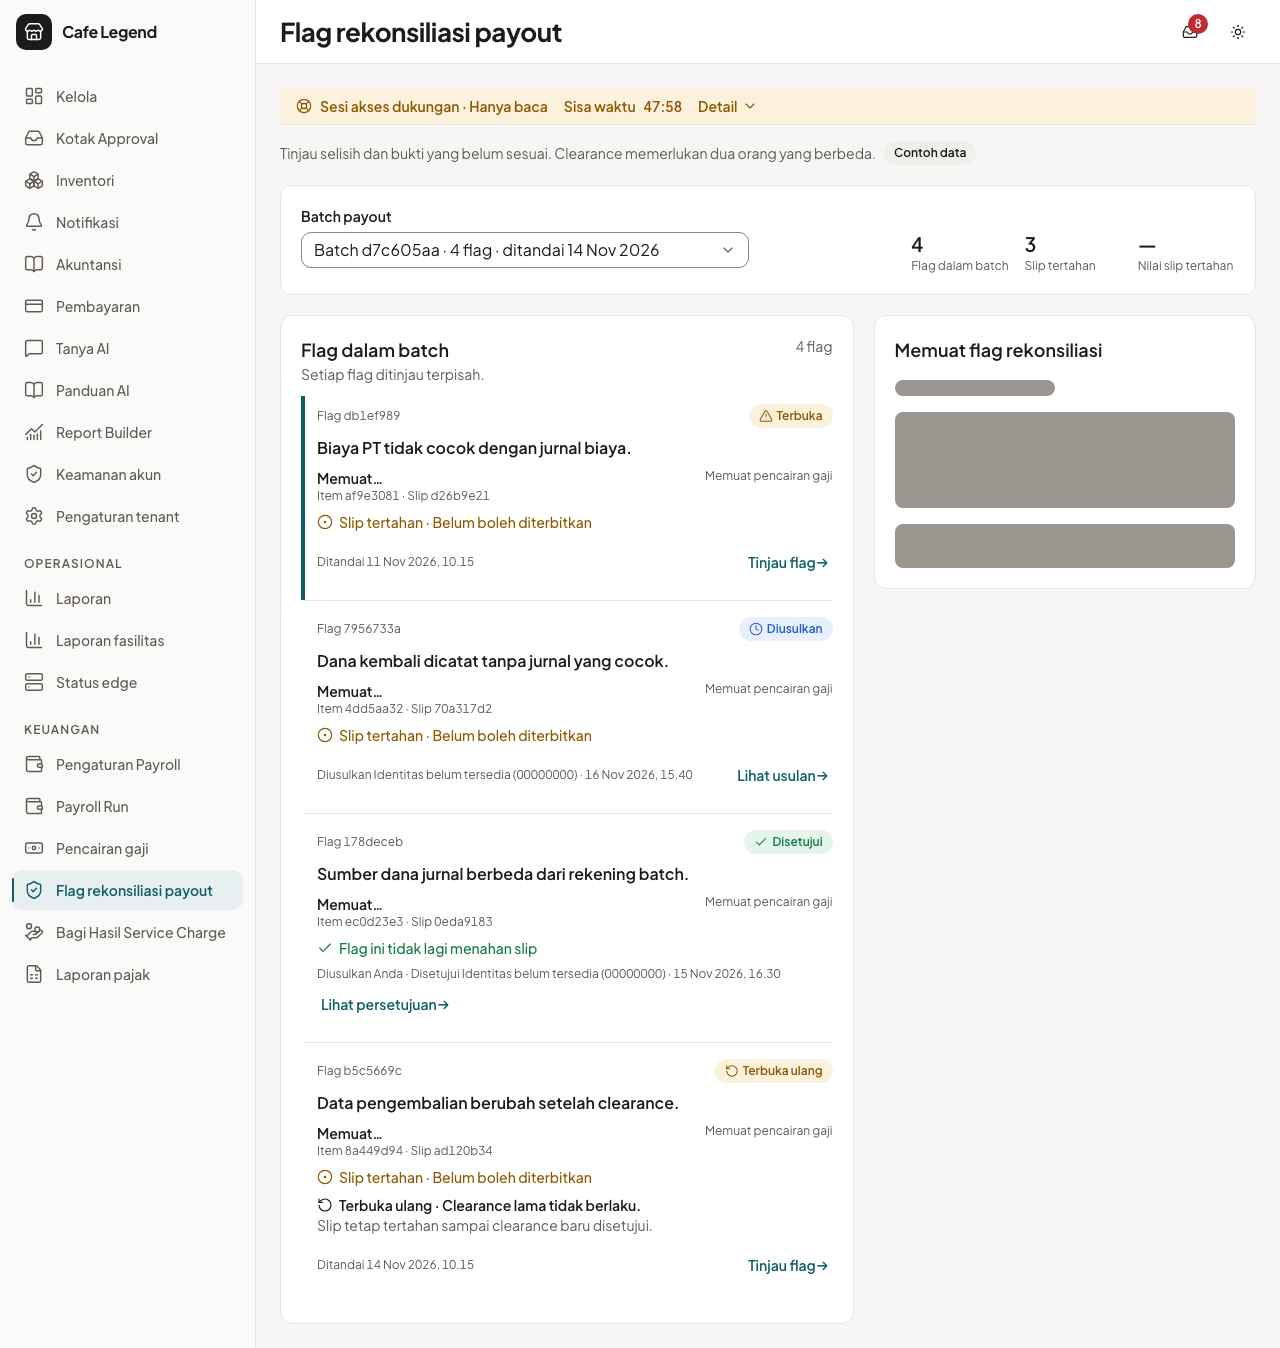 Cafe Legend
Kelola
Kotak Approval
Inventori
Notifikasi
Akuntansi
Pembayaran
Tanya AI
Panduan AI
Report Builder
Keamanan akun
Pengaturan tenant
OPERASIONAL
Laporan
Laporan fasilitas
Status edge
KEUANGAN
Pengaturan Payroll
Payroll Run
Pencairan gaji
Flag rekonsiliasi payout
Bagi Hasil Service Charge
Laporan pajak
Flag rekonsiliasi payout
8
Sesi akses dukungan · Hanya baca Sisa waktu 47:58 Detail
Tinjau selisih dan bukti yang belum sesuai. Clearance memerlukan dua orang yang berbeda. Contoh data
Batch payout
Batch d7c605aa · 4 flag · ditandai 14 Nov 2026
4 3 —
Flag dalam batch Slip tertahan Nilai slip tertahan
Flag dalam batch 4 flag
Setiap flag ditinjau terpisah.
Flag db1ef989 Terbuka
Biaya PT tidak cocok dengan jurnal biaya.
Memuat... Memuat pencairan gaji
Item af9e3081 · Slip d26b9e21
Slip tertahan · Belum boleh diterbitkan
Ditandai 11 Nov 2026, 10.15 Tinjau flag→
Flag 7956733a Diusulkan
Dana kembali dicatat tanpa jurnal yang cocok.
Memuat... Memuat pencairan gaji
Item 4dd5aa32 · Slip 70a317d2
Slip tertahan · Belum boleh diterbitkan
Diusulkan Identitas belum tersedia (00000000) · 16 Nov 2026, 15.40 Lihat usulan→
Flag 178deceb Disetujui
Sumber dana jurnal berbeda dari rekening batch.
Memuat... Memuat pencairan gaji
Item ec0d23e3 · Slip 0eda9183
Flag ini tidak lagi menahan slip
Diusulkan Anda · Disetujui Identitas belum tersedia (00000000) · 15 Nov 2026, 16.30
Lihat persetujuan→
Flag b5c5669c Terbuka ulang
Data pengembalian berubah setelah clearance.
Memuat... Memuat pencairan gaji
Item 8a449d94 · Slip ad120b34
Slip tertahan · Belum boleh diterbitkan
Terbuka ulang · Clearance lama tidak berlaku.
Slip tetap tertahan sampai clearance baru disetujui.
Ditandai 14 Nov 2026, 10.15 Tinjau flag→
Memuat flag rekonsiliasi